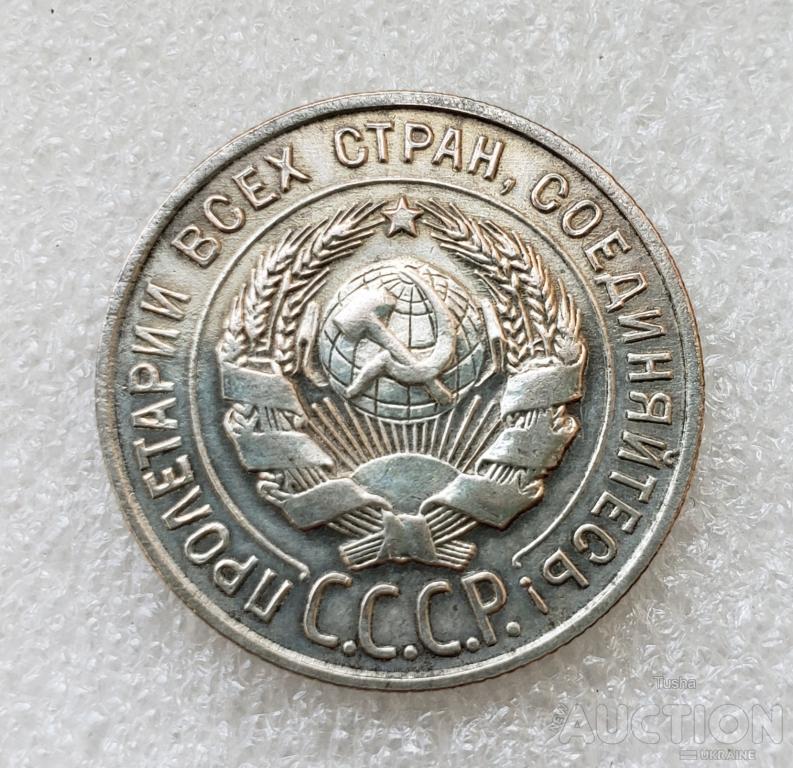 ПРОЛЕТАРИИ ВСЕХ СТРАН, СОЕДИНЯЙТЕСЬ!
С.С.С.Р.
Tusha
AUCTION
UKRAINE